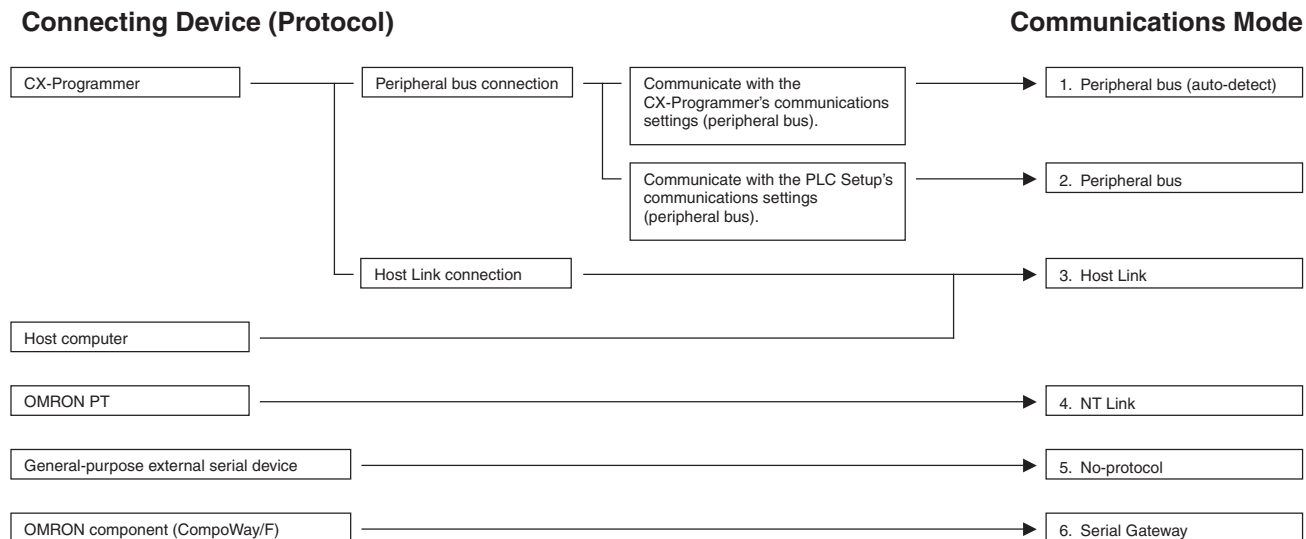 Connecting Device (Protocol)
Communications Mode
CX-Programmer
Peripheral bus connection
Communicate with the
CX-Programmer's communications
settings (peripheral bus).
1. Peripheral bus (auto-detect)
Communicate with the PLC Setup's
communications settings
(peripheral bus).
2. Peripheral bus
Host Link connection
3. Host Link
Host computer
OMRON PT
4. NT Link
General-purpose external serial device
5. No-protocol
OMRON component (CompoWay/F)
6. Serial Gateway